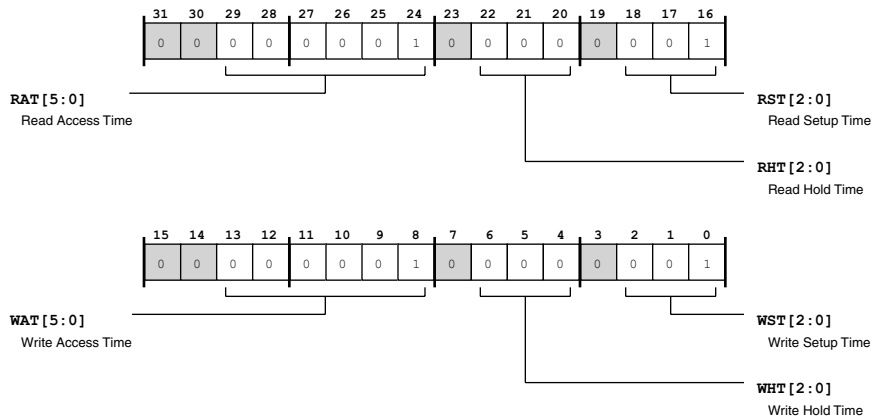 31 30 29 28 27 26 25 24 23 22 21 20 19 18 17 16
0 0 0 0 0 0 0 1 0 0 0 0 0 0 0 1
RAT[5:0]
Read Access Time
RST[2:0]
Read Setup Time
RHT[2:0]
Read Hold Time
15 14 13 12 11 10 9 8 7 6 5 4 3 2 1 0
0 0 0 0 0 0 0 1 0 0 0 0 0 0 0 1
WAT[5:0]
Write Access Time
WST[2:0]
Write Setup Time
WHT[2:0]
Write Hold Time